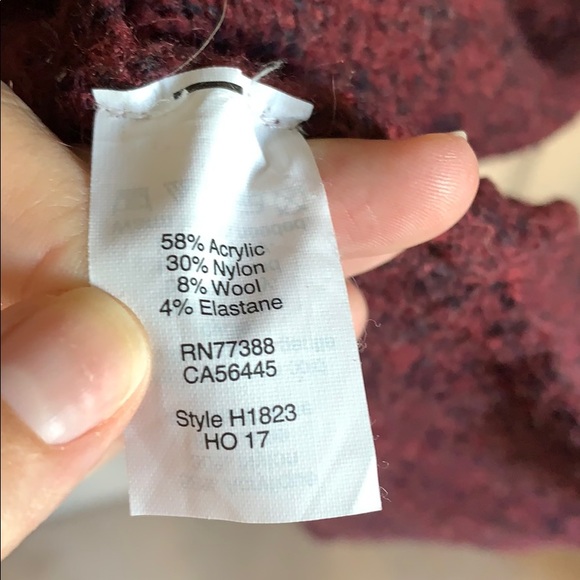 58% Acrylic
30% Nylon
8% Wool
4% Elastane
RN77388
CA56445
Style H1823
HO 17